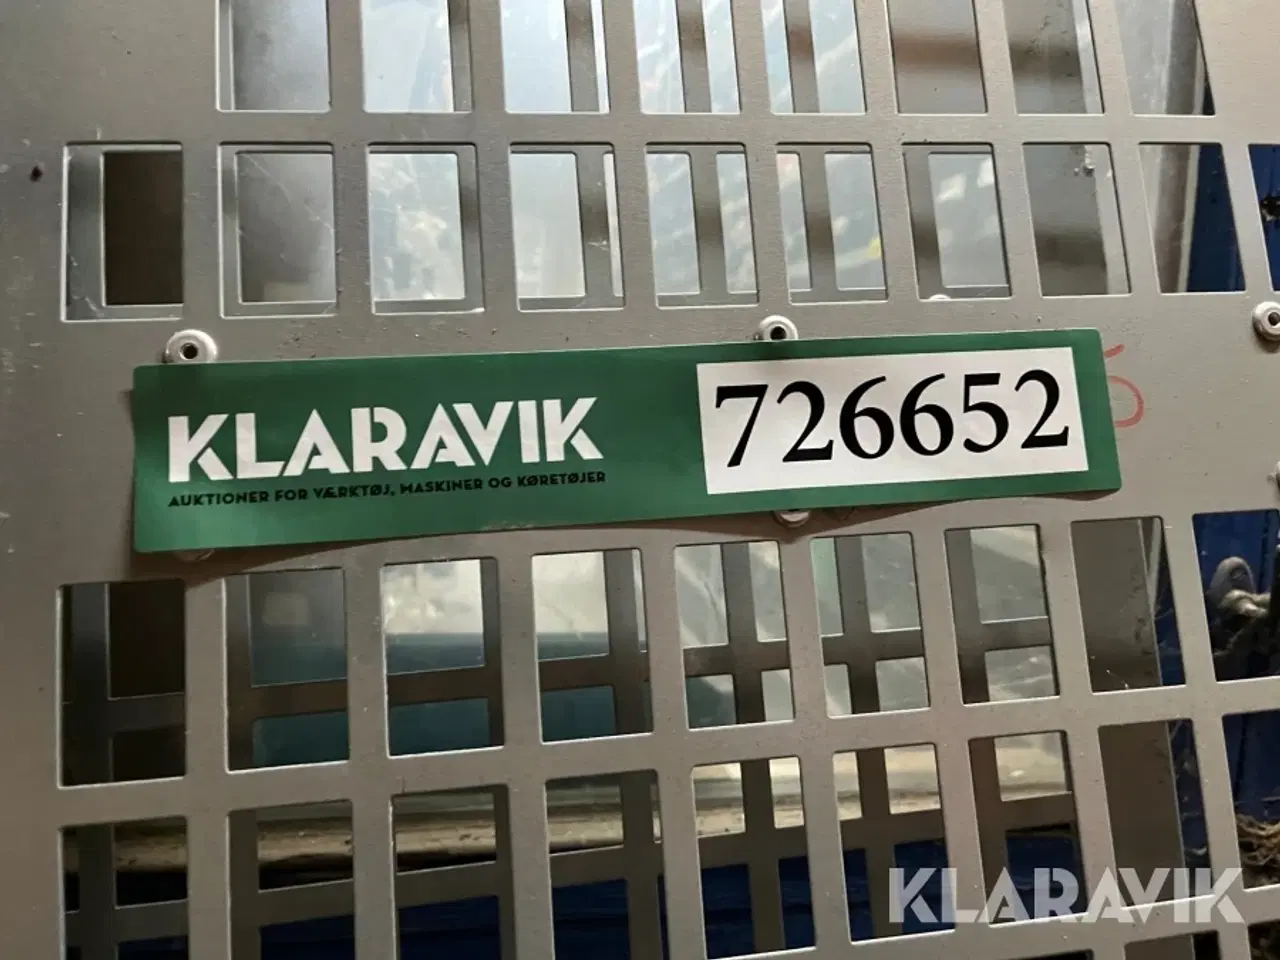 KLARAVIK
AUKTIONER FOR VÆRKTØJ, MASKINER OG KØRETØJER
726652
KLARAVIK